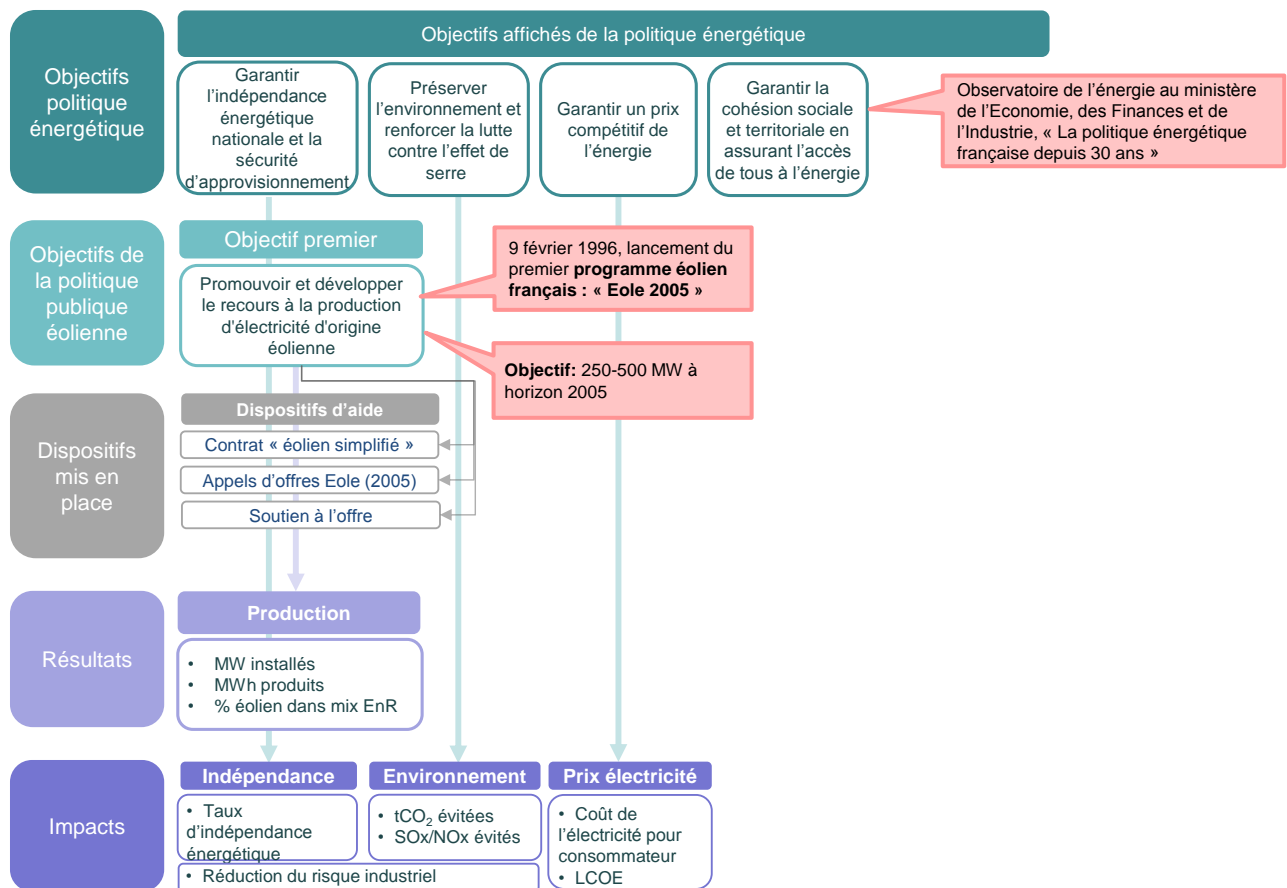 Objectifs
politique
énergétique
Objectifs affichés de la politique énergétique
Garantir
l’indépendance
énergétique
nationale et la
sécurité
d’approvisionnement
Préserver
l’environnement et
renforcer la lutte
contre l’effet de
serre
Garantir un prix
compétitif de
l’énergie
Garantir la
cohésion sociale
et territoriale en
assurant l’accès
de tous à l’énergie
Observatoire de l’énergie au ministère
de l’Economie, des Finances et de
l’Industrie, « La politique énergétique
française depuis 30 ans »
Objectifs de
la politique
publique
éolienne
Objectif premier
Promouvoir et développer
le recours à la production
d'électricité d'origine
éolienne
9 février 1996, lancement du
premier programme éolien
français : « Eole 2005 »
Objectif: 250-500 MW à
horizon 2005
Dispositifs
mis en
place
Dispositifs d’aide
Contrat « éolien simplifié »
Appels d’offres Eole (2005)
Soutien à l’offre
Résultats
Production
• MW installés
• MWh produits
• % éolien dans mix EnR
Impacts
Indépendance
• Taux
d’indépendance
énergétique
Environnement
• tCO₂ évitées
• SOx/NOx évités
• Réduction du risque industriel
Prix électricité
• Coût de
l’électricité pour
consommateur
• LCOE